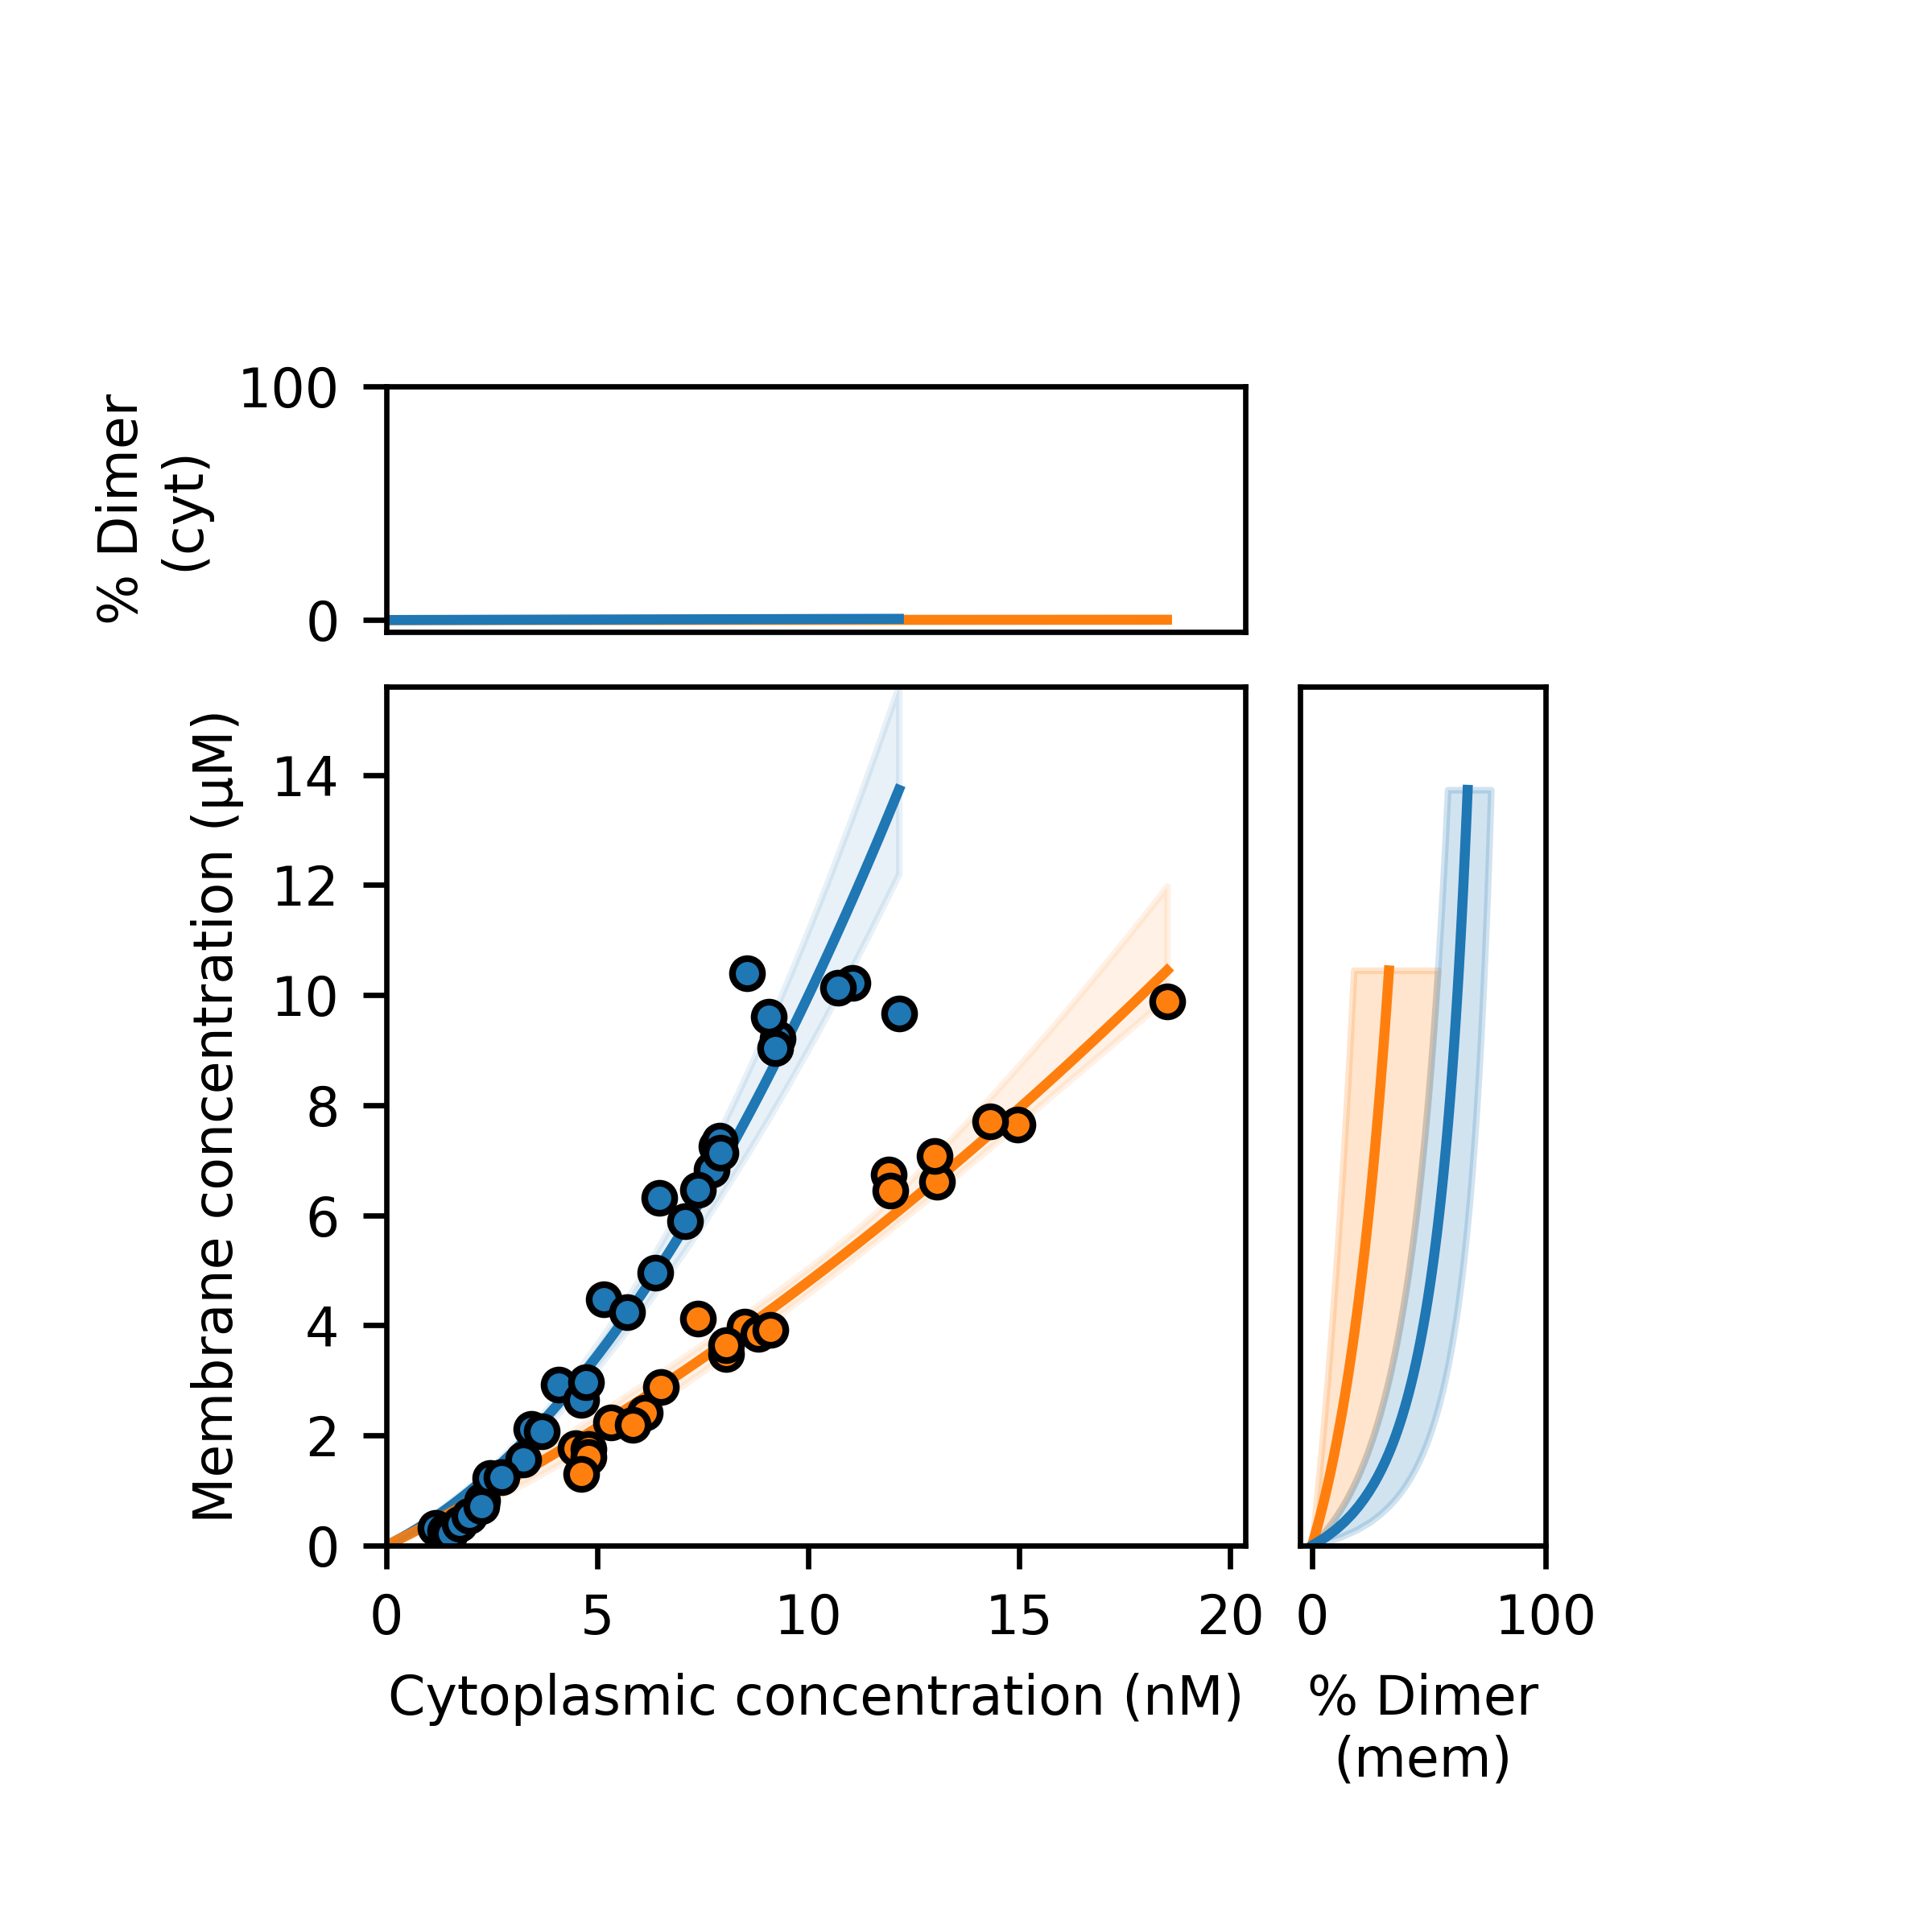 100
0
% Dimer
(cyt)
14
12
10
8
6
4
2
0
Membrane concentration (µM)
0 5 10 15 20
Cytoplasmic concentration (nM)
0 100
% Dimer
(mem)